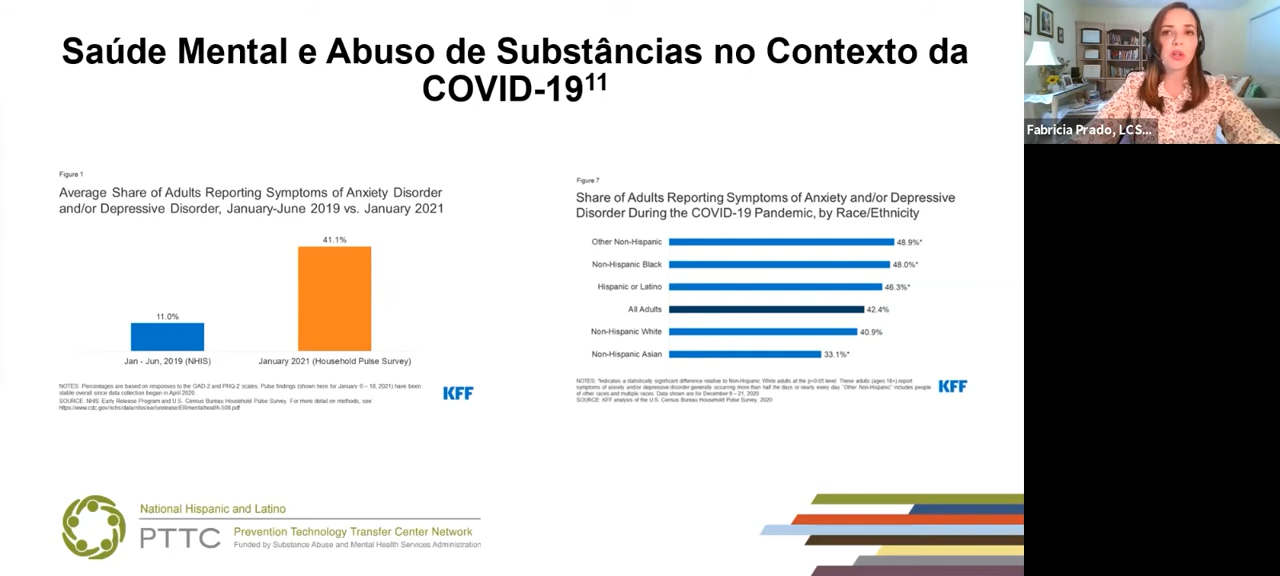 Saúde Mental e Abuso de Substâncias no Contexto da
COVID-19¹¹
Fabricia Prado, LCS...
Figure 1
Average Share of Adults Reporting Symptoms of Anxiety Disorder
and/or Depressive Disorder, January-June 2019 vs. January 2021
41.1%
11.0%
Jan - Jun, 2019 (NHIS)
January 2021 (Household Pulse Survey)
NOTES: Percentages are based on responses to the GAD-2 and PHQ-2 scales. Pulse findings (shown here for January 6 – 18, 2021) have been
stable overall since data collection began in April 2020.
SOURCE: NHIS Early Release Program and U.S. Census Bureau Household Pulse Survey. For more detail on methods, see:
https://www.cdc.gov/nchs/data/nhis/earlyrelease/ERmentalhealth-508.pdf
KFF
Figure 7
Share of Adults Reporting Symptoms of Anxiety and/or Depressive
Disorder During the COVID-19 Pandemic, by Race/Ethnicity
Other Non-Hispanic 48.9%*
Non-Hispanic Black 48.0%*
Hispanic or Latino 46.3%*
All Adults 42.4%
Non-Hispanic White 40.9%
Non-Hispanic Asian 33.1%*
NOTES: *Indicates a statistically significant difference relative to Non-Hispanic White adults at the p<0.05 level. These adults (ages 18+) report
symptoms of anxiety and/or depressive disorder generally occurring more than half the days or nearly every day. "Other Non-Hispanic" includes people
of other races and multiple races. Data shown are for December 9 – 21, 2020.
SOURCE: KFF analysis of the U.S. Census Bureau Household Pulse Survey, 2020
KFF
National Hispanic and Latino
PTTC Prevention Technology Transfer Center Network
Funded by Substance Abuse and Mental Health Services Administration